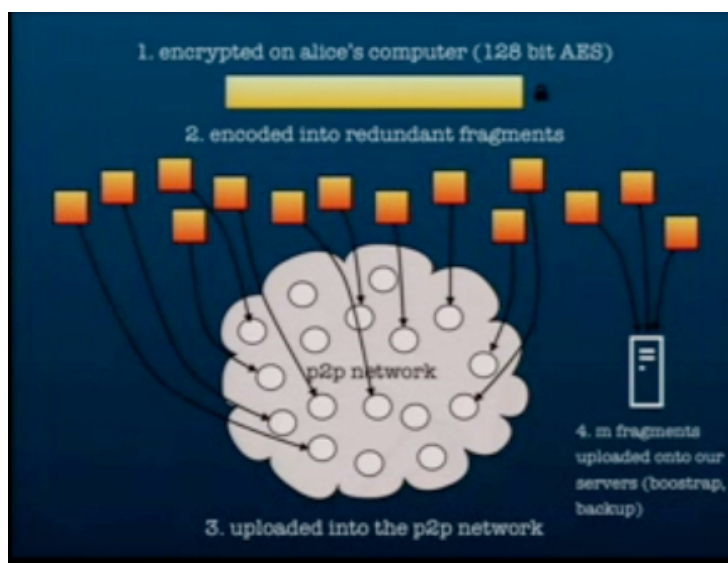 1. encrypted on alice's computer (128 bit AES)
2. encoded into redundant fragments
p2p network
4. m fragments
uploaded onto our
servers (boostrap,
backup)
3. uploaded into the p2p network